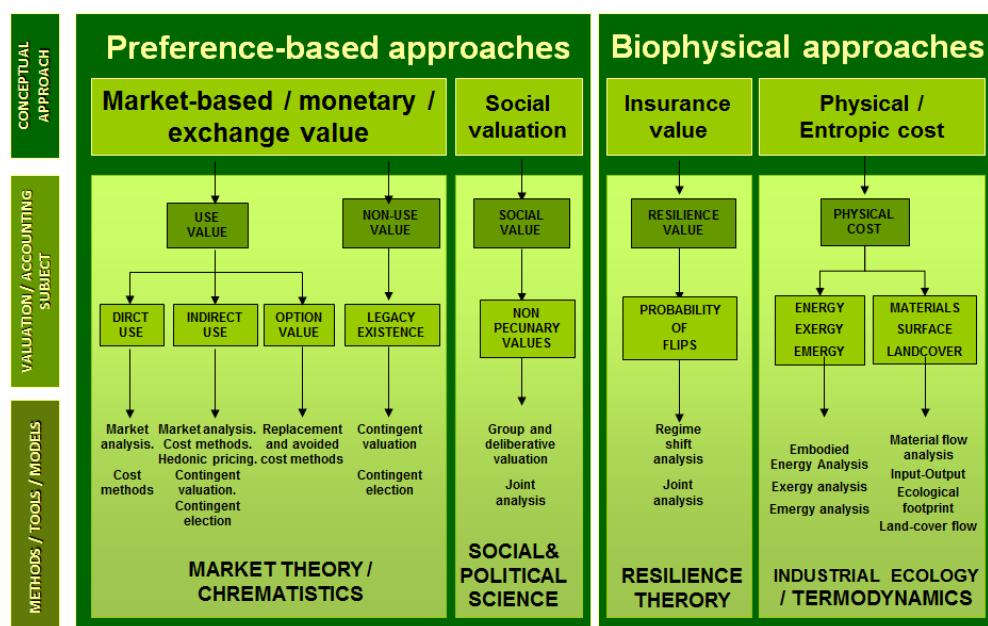 CONCEPTUAL
APPROACH
Preference-based approaches
Biophysical approaches
Market-based / monetary /
exchange value
Social
valuation
Insurance
value
Physical /
Entropic cost
VALUATION / ACCOUNTING
SUBJECT
USE
VALUE
NON-USE
VALUE
SOCIAL
VALUE
RESILIENCE
VALUE
PHYSICAL
COST
DIRCT
USE
INDIRECT
USE
OPTION
VALUE
LEGACY
EXISTENCE
NON
PECUNARY
VALUES
PROBABILITY
OF
FLIPS
ENERGY
EXERGY
EMERGY
MATERIALS
SURFACE
LANDCOVER
METHODS / TOOLS / MODELS
Market
analysis.
Cost
methods
Market analysis.
Cost methods.
Hedonic pricing.
Contingent
valuation.
Contingent
election
Replacement
and avoided
cost methods
Contingent
valuation
Contingent
election
Group and
deliberative
valuation
Joint
analysis
Regime
shift
analysis
Joint
analysis
Embodied
Energy Analysis
Exergy analysis
Emergy analysis
Material flow
analysis
Input-Output
Ecological
footprint
Land-cover flow
MARKET THEORY /
CHREMATISTICS
SOCIAL&
POLITICAL
SCIENCE
RESILIENCE
THERORY
INDUSTRIAL ECOLOGY
/ TERMODYNAMICS